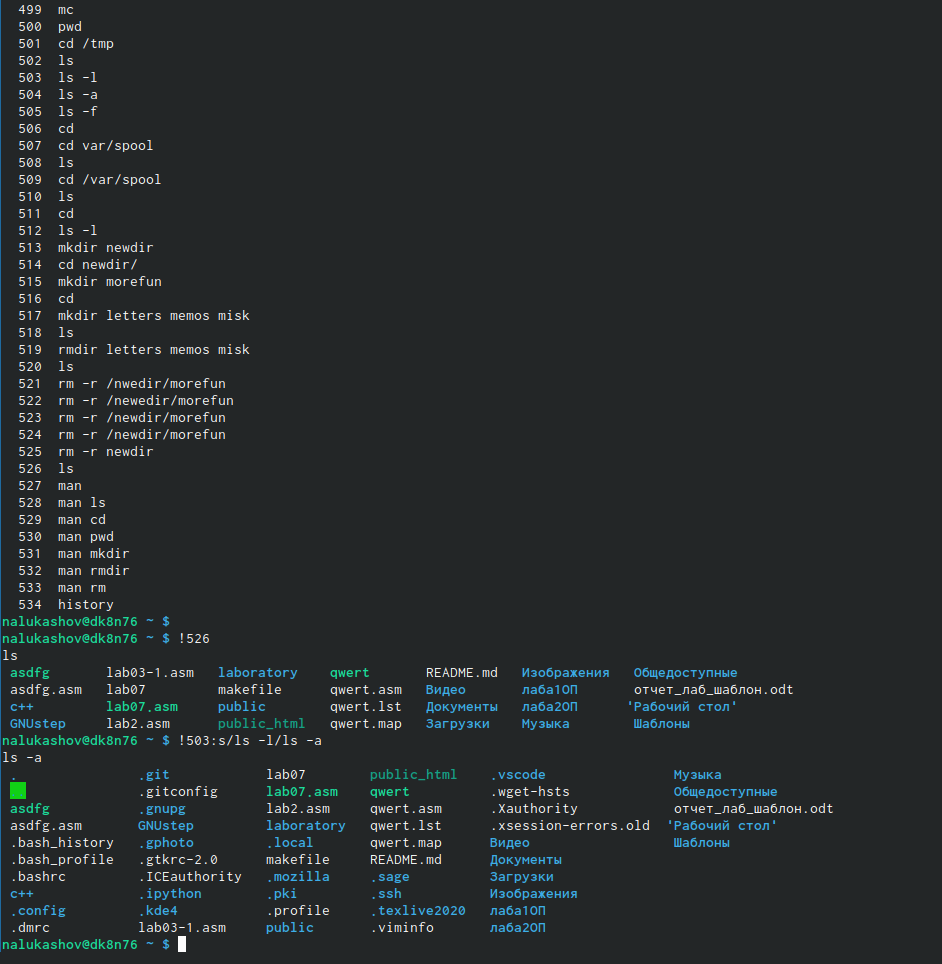 499  mc
500  pwd
501  cd /tmp
502  ls
503  ls -l
504  ls -a
505  ls -f
506  cd
507  cd var/spool
508  ls
509  cd /var/spool
510  ls
511  cd
512  ls -l
513  mkdir newdir
514  cd newdir/
515  mkdir morefun
516  cd
517  mkdir letters memos misk
518  ls
519  rmdir letters memos misk
520  ls
521  rm -r /nwedir/morefun
522  rm -r /newedir/morefun
523  rm -r /newdir/morefun
524  rm -r /newdir/morefun
525  rm -r newdir
526  ls
527  man
528  man ls
529  man cd
530  man pwd
531  man mkdir
532  man rmdir
533  man rm
534  history
nalukashov@dk8n76 ~ $
nalukashov@dk8n76 ~ $ !526
ls
asdfg       lab03-1.asm   laboratory    qwert       README.md   Изображения   Общедоступные
asdfg.asm   lab07         makefile      qwert.asm   Видео       лаба1ОП       отчет_лаб_шаблон.odt
c++         lab07.asm     public        qwert.lst   Документы   лаба2ОП      'Рабочий стол'
GNUstep     lab2.asm      public_html   qwert.map   Загрузки    Музыка        Шаблоны
nalukashov@dk8n76 ~ $ !503:s/ls -l/ls -a
ls -a
.               .git           lab07        public_html    .vscode                Музыка
.gitconfig     lab07.asm    qwert          .wget-hsts             Общедоступные
asdfg           .gnupg         lab2.asm     qwert.asm      .Xauthority            отчет_лаб_шаблон.odt
asdfg.asm       GNUstep        laboratory   qwert.lst      .xsession-errors.old  'Рабочий стол'
.bash_history   .gphoto        .local       qwert.map      Видео                  Шаблоны
.bash_profile   .gtkrc-2.0     makefile     README.md      Документы
.bashrc         .ICEauthority  .mozilla     .sage          Загрузки
c++             .ipython       .pki         .ssh           Изображения
.config         .kde4          .profile     .texlive2020   лаба1ОП
.dmrc           lab03-1.asm    public       .viminfo       лаба2ОП
nalukashov@dk8n76 ~ $